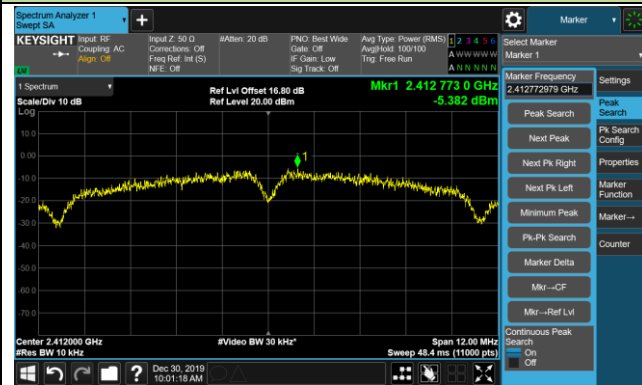 Spectrum Analyzer 1
Swept SA
Marker
KEYSIGHT
Input: RF
Coupling: AC
Align: Off
Input Z: 50 Ω
Corrections: Off
Freq Ref: Int (S)
NFE: Off
#Atten: 20 dB
PNO: Best Wide
Gate: Off
IF Gain: Low
Sig Track: Off
Avg Type: Power (RMS)
Avg|Hold: 100/100
Trig: Free Run
1 2 3 4 5 6
A W W W W W
A N N N N N
LXI
Select Marker
Marker 1
1 Spectrum
Scale/Div 10 dB
Log
Ref Lvl Offset 16.80 dB
Ref Level 20.00 dBm
Mkr1 2.412 773 0 GHz
-5.382 dBm
10.0
0.00
-10.0
-20.0
-30.0
-40.0
-50.0
-60.0
-70.0
1
Center 2.412000 GHz
#Res BW 10 kHz
#Video BW 30 kHz*
Span 12.00 MHz
Sweep 48.4 ms (11000 pts)
Marker Frequency
2.412772979 GHz
Peak Search
Next Peak
Next Pk Right
Next Pk Left
Minimum Peak
Pk-Pk Search
Marker Delta
Mkr→CF
Mkr→Ref Lvl
Continuous Peak
Search
On
Off
Settings
Peak
Search
Pk Search
Config
Properties
Marker
Function
Marker→
Counter
?
Dec 30, 2019
10:01:18 AM